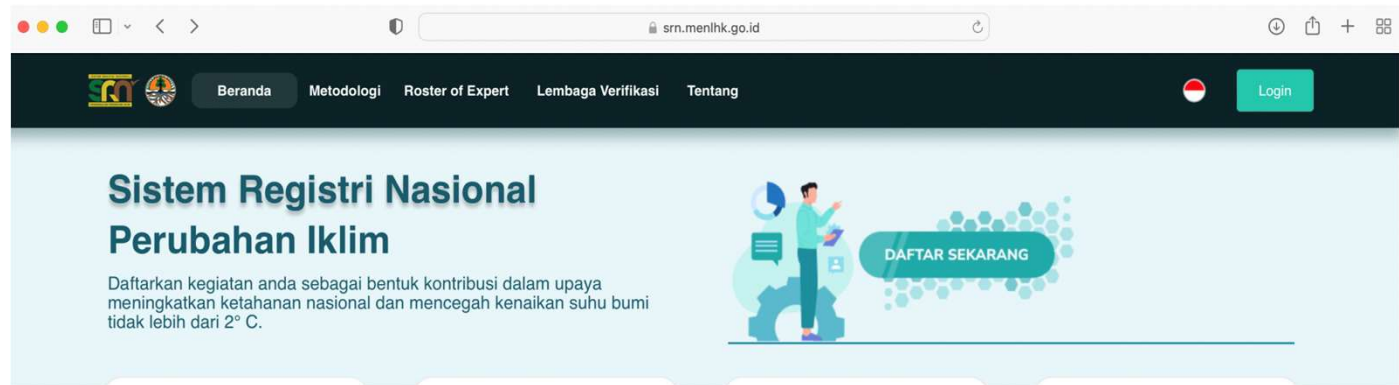 srn.menlhk.go.id
srn
Beranda
Metodologi
Roster of Expert
Lembaga Verifikasi
Tentang
Login
Sistem Registri Nasional
Perubahan Iklim
Daftarkan kegiatan anda sebagai bentuk kontribusi dalam upaya
meningkatkan ketahanan nasional dan mencegah kenaikan suhu bumi
tidak lebih dari 2° C.
DAFTAR SEKARANG